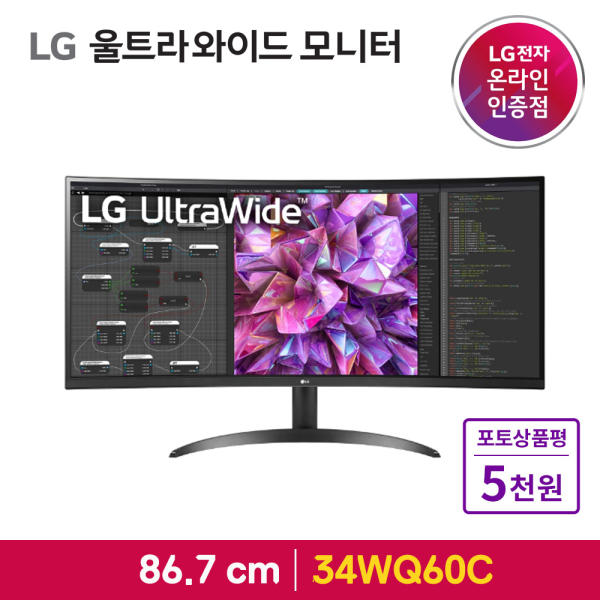 LG 울트라와이드 모니터
LG전자
온라인
인증점
LG UltraWide™
LG
포토상품평
5천원
86.7 cm | 34WQ60C